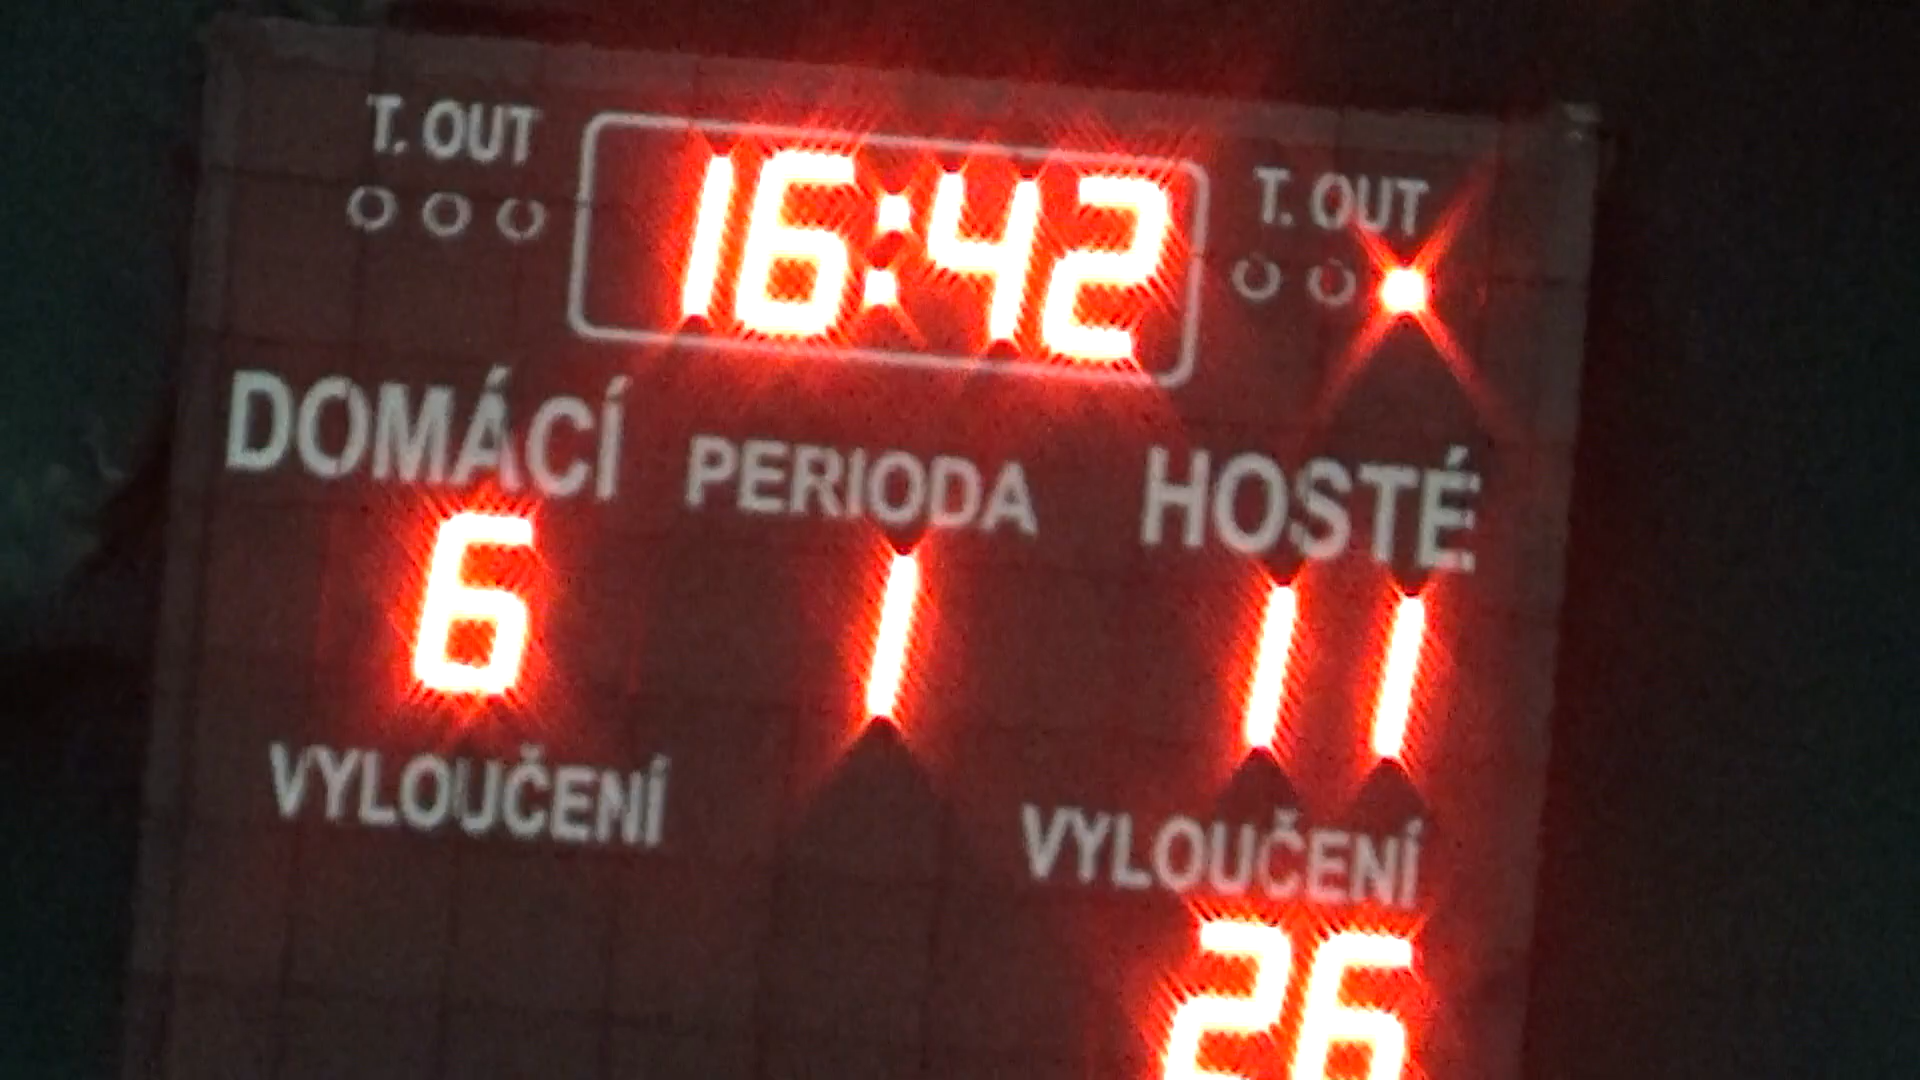 T. OUT 16:42 T. OUT
DOMÁCÍ PERIODA HOSTÉ
6 1 11
VYLOUČENÍ VYLOUČENÍ
26